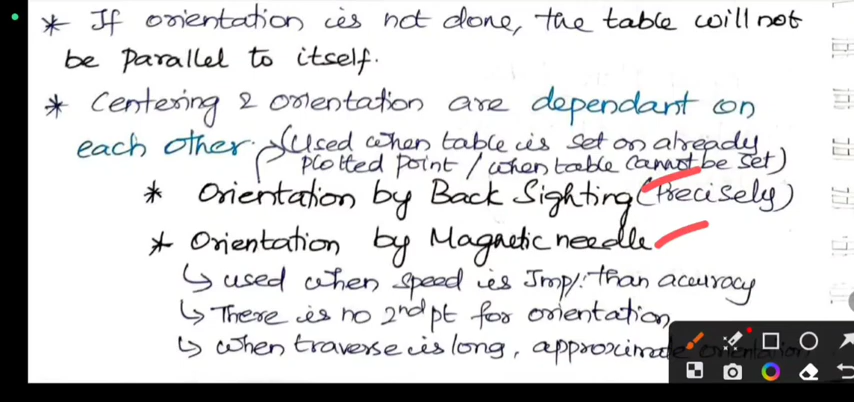 * If orientation is not done, the table will not
be parallel to itself.
* Centering & orientation are dependant on
each other. (Used when table is set on already
plotted point / when table cannot be set)
* Orientation by Back Sighting (Precisely)
* Orientation by Magnetic needle
↳ used when speed is Imp. than accuracy
↳ There is no 2nd pt for orientation
↳ when traverse is long, approximate orientation